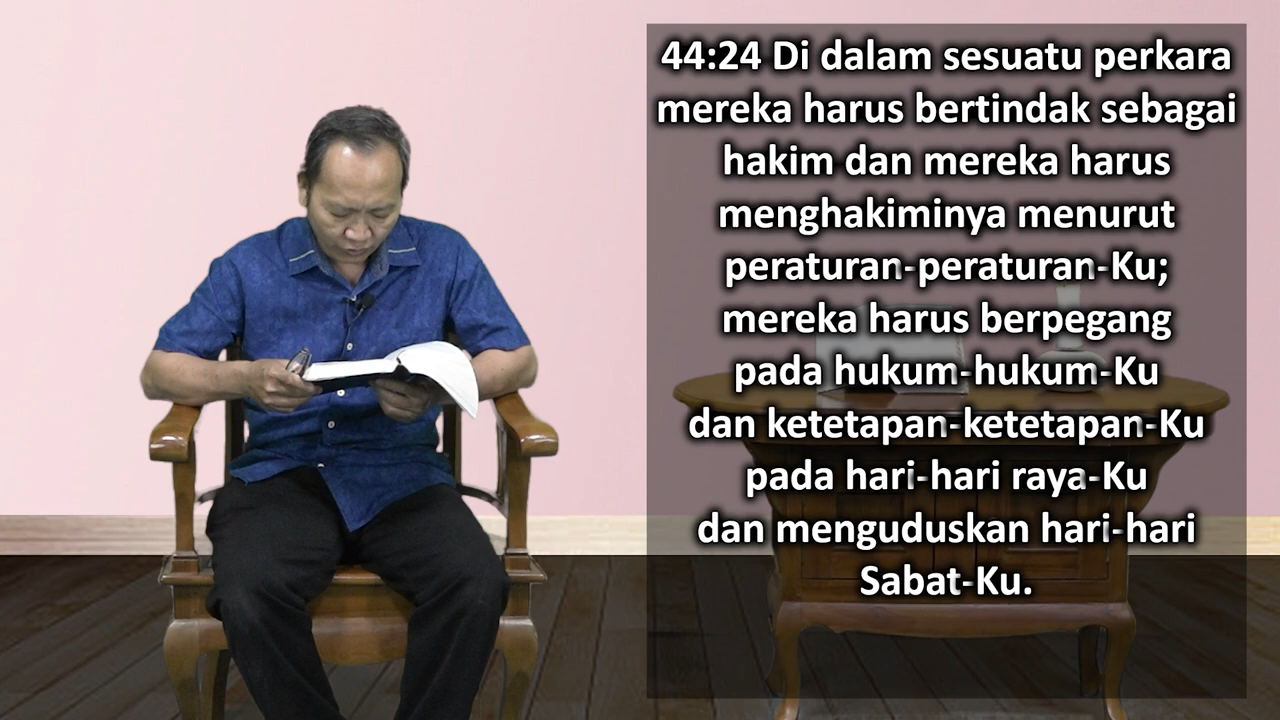 44:24 Di dalam sesuatu perkara
mereka harus bertindak sebagai
hakim dan mereka harus
menghakiminya menurut
peraturan-peraturan-Ku;
mereka harus berpegang
pada hukum-hukum-Ku
dan ketetapan-ketetapan-Ku
pada hari-hari raya-Ku
dan menguduskan hari-hari
Sabat-Ku.